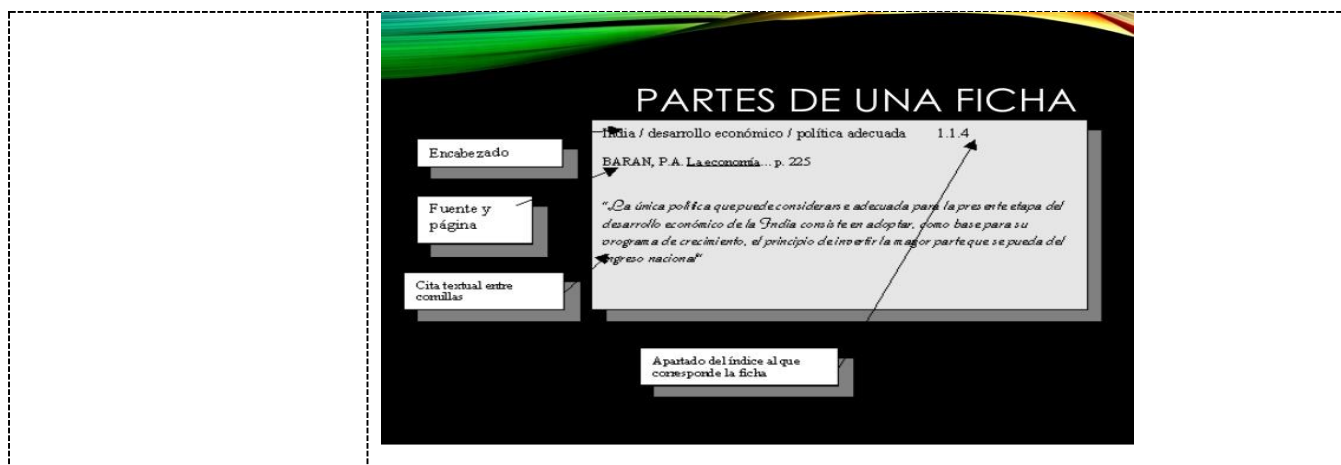 PARTES DE UNA FICHA
India / desarrollo económico / política adecuada 1.1.4
BARAN, P.A. La economía... p. 225
"La única política que puede considerarse adecuada para la presente etapa del
desarrollo económico de la India consiste en adoptar, como base para su
programa de crecimiento, el principio de invertir la mayor parte que se pueda del
ingreso nacional"
Encabezado
Fuente y
página
Cita textual entre
comillas
Apartado del índice al que
corresponde la ficha